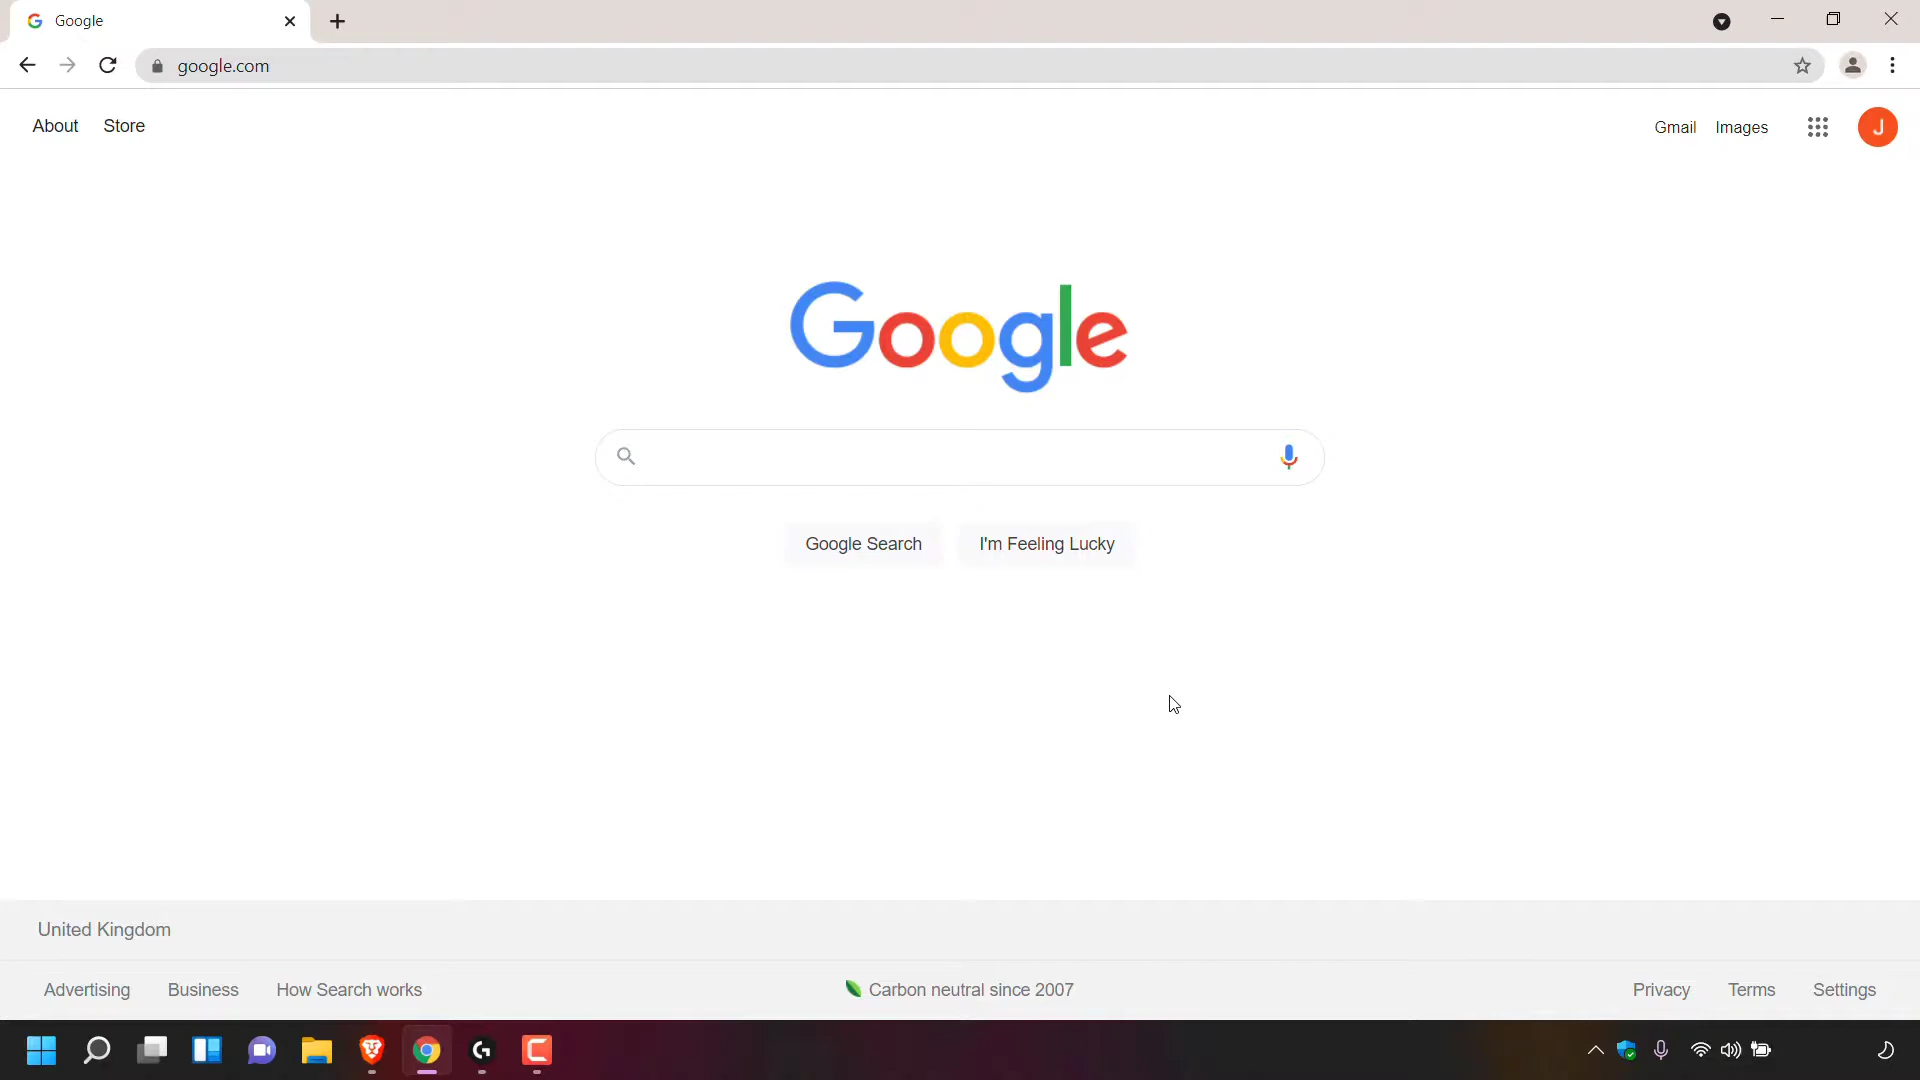 Google
google.com
About Store
Gmail Images
J
Google
Google Search I'm Feeling Lucky
United Kingdom
Advertising Business How Search works
Carbon neutral since 2007
Privacy Terms Settings